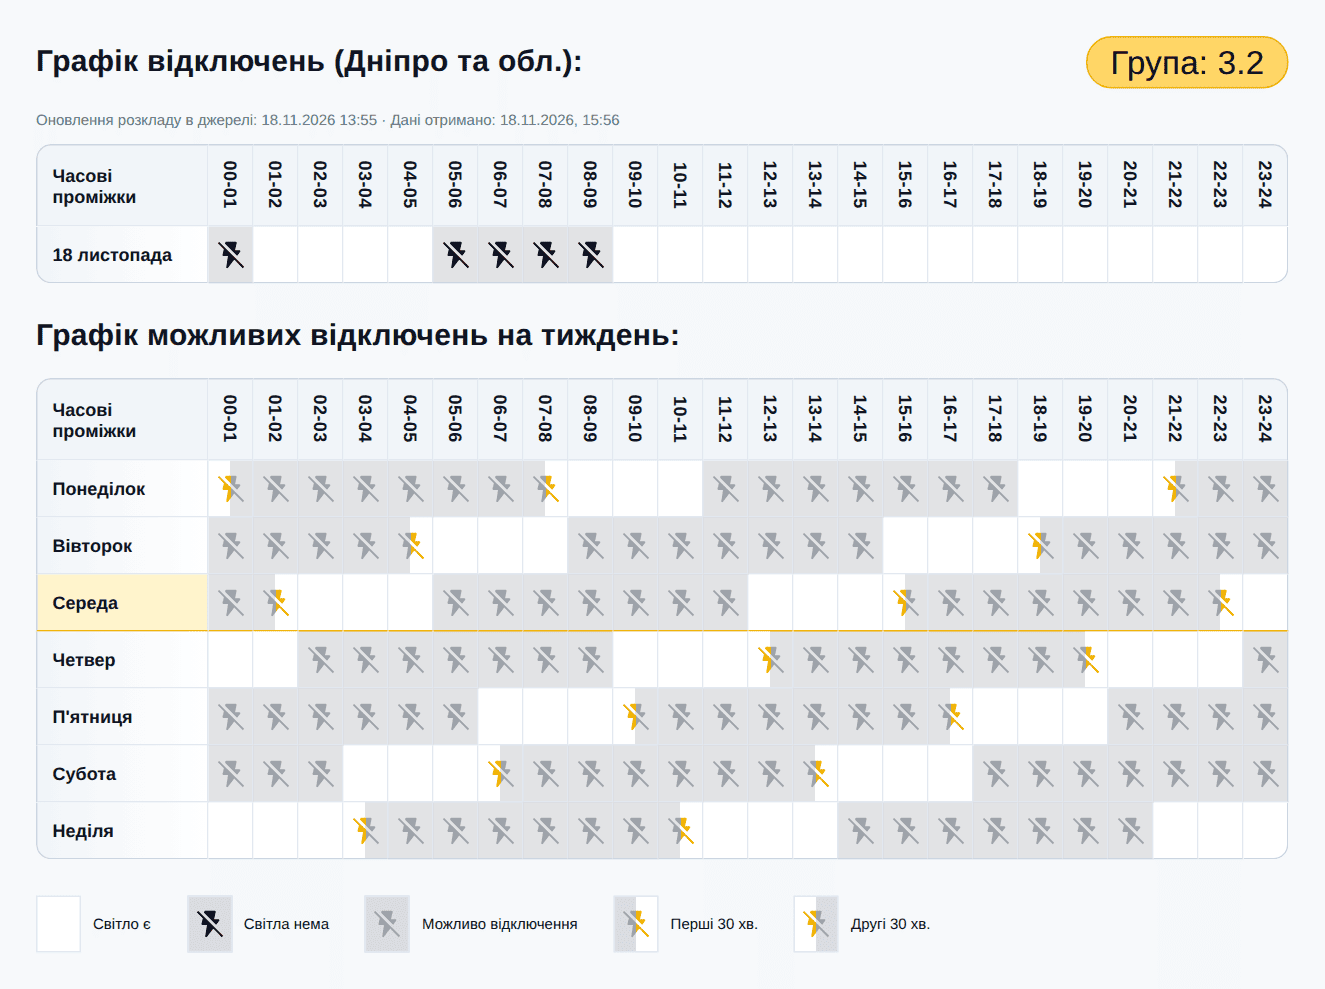 Графік відключень (Дніпро та обл.):
Група: 3.2
Оновлення розкладу в джерелі: 18.11.2026 13:55 · Дані отримано: 18.11.2026, 15:56
Часові проміжки 00-01 01-02 02-03 03-04 04-05 05-06 06-07 07-08 08-09 09-10 10-11 11-12 12-13 13-14 14-15 15-16 16-17 17-18 18-19 19-20 20-21 21-22 22-23 23-24
18 листопада
Графік можливих відключень на тиждень:
Часові проміжки 00-01 01-02 02-03 03-04 04-05 05-06 06-07 07-08 08-09 09-10 10-11 11-12 12-13 13-14 14-15 15-16 16-17 17-18 18-19 19-20 20-21 21-22 22-23 23-24
Понеділок
Вівторок
Середа
Четвер
П'ятниця
Субота
Неділя
Світло є Світла нема Можливо відключення Перші 30 хв. Другі 30 хв.